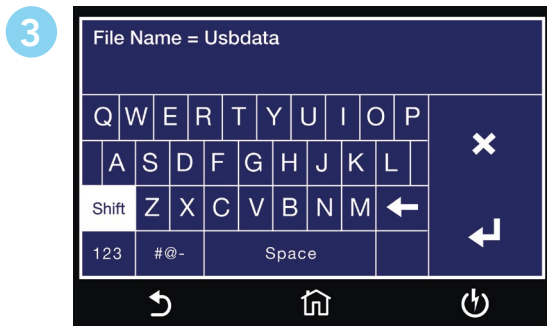 3
File Name = Usbdata
Q W E R T Y U I O P
A S D F G H J K L
Shift Z X C V B N M
123 #@- Space